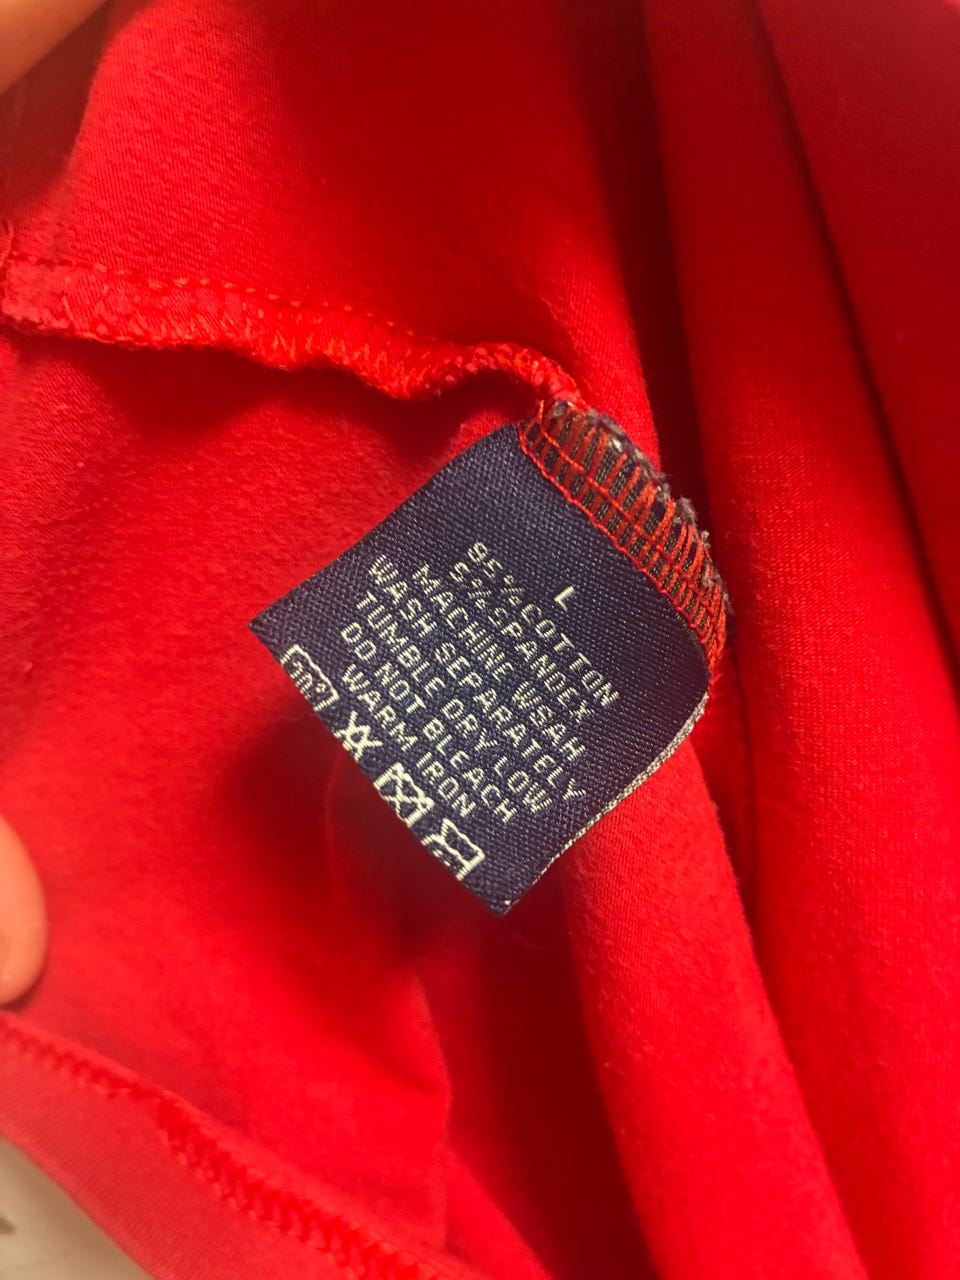 L
95%COTTON
5%SPANDEX
MACHINE WSAH
WASH SEPARATELY
TUMBLE DRY LOW
DO NOT BLEACH
WARM IRON